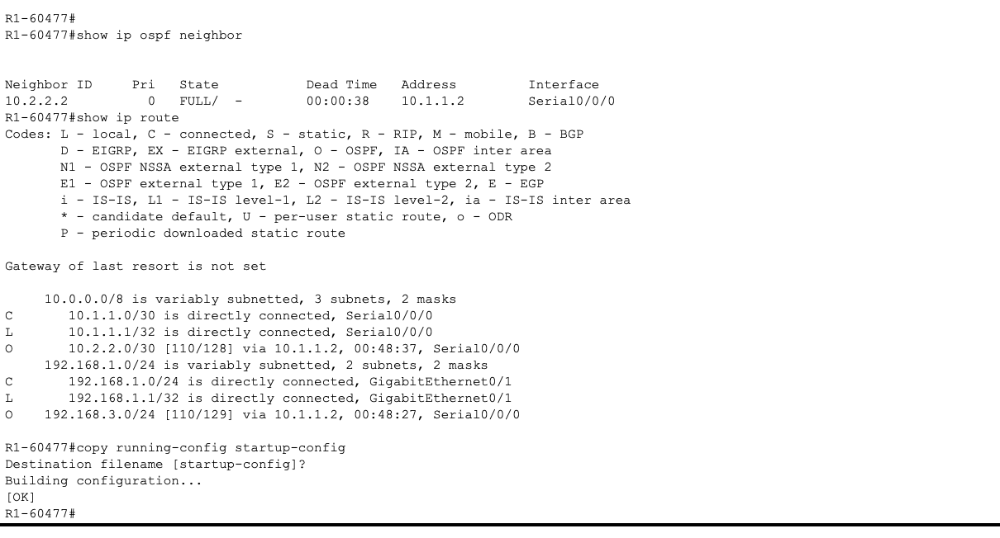 R1-60477#
R1-60477#show ip ospf neighbor
Neighbor ID     Pri   State           Dead Time   Address         Interface
10.2.2.2          0   FULL/  -        00:00:38    10.1.1.2        Serial0/0/0
R1-60477#show ip route
Codes: L - local, C - connected, S - static, R - RIP, M - mobile, B - BGP
       D - EIGRP, EX - EIGRP external, O - OSPF, IA - OSPF inter area
       N1 - OSPF NSSA external type 1, N2 - OSPF NSSA external type 2
       E1 - OSPF external type 1, E2 - OSPF external type 2, E - EGP
       i - IS-IS, L1 - IS-IS level-1, L2 - IS-IS level-2, ia - IS-IS inter area
       * - candidate default, U - per-user static route, o - ODR
       P - periodic downloaded static route
Gateway of last resort is not set
     10.0.0.0/8 is variably subnetted, 3 subnets, 2 masks
C       10.1.1.0/30 is directly connected, Serial0/0/0
L       10.1.1.1/32 is directly connected, Serial0/0/0
O       10.2.2.0/30 [110/128] via 10.1.1.2, 00:48:37, Serial0/0/0
     192.168.1.0/24 is variably subnetted, 2 subnets, 2 masks
C       192.168.1.0/24 is directly connected, GigabitEthernet0/1
L       192.168.1.1/32 is directly connected, GigabitEthernet0/1
O    192.168.3.0/24 [110/129] via 10.1.1.2, 00:48:27, Serial0/0/0
R1-60477#copy running-config startup-config
Destination filename [startup-config]?
Building configuration...
[OK]
R1-60477#